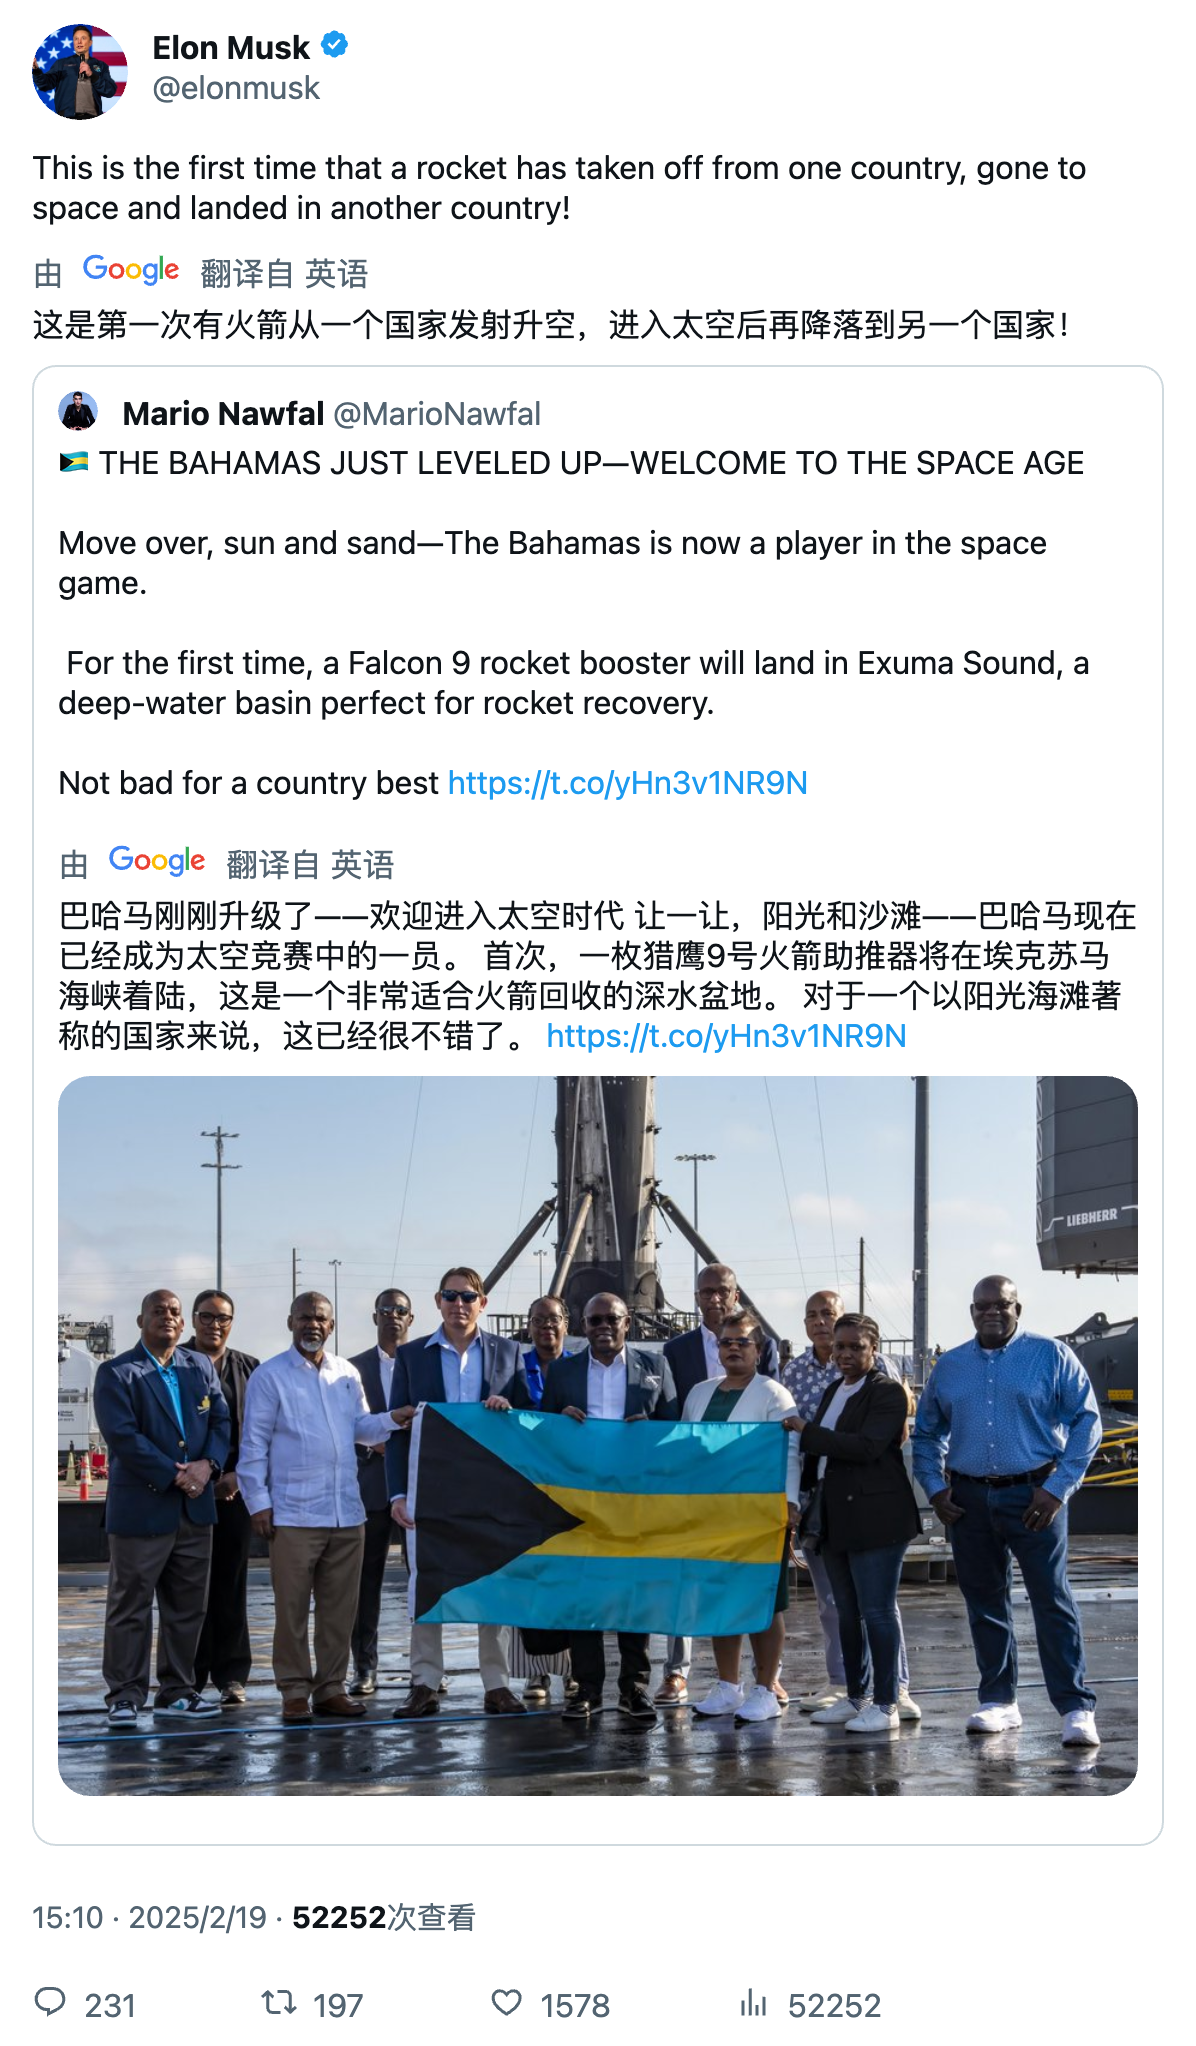 Elon Musk
@elonmusk
This is the first time that a rocket has taken off from one country, gone to
space and landed in another country!
由 Google 翻译自 英语
这是第一次有火箭从一个国家发射升空，进入太空后再降落到另一个国家！
Mario Nawfal @MarioNawfal
🇧🇸 THE BAHAMAS JUST LEVELED UP—WELCOME TO THE SPACE AGE
Move over, sun and sand—The Bahamas is now a player in the space
game.
For the first time, a Falcon 9 rocket booster will land in Exuma Sound, a
deep-water basin perfect for rocket recovery.
Not bad for a country best https://t.co/yHn3v1NR9N
由 Google 翻译自 英语
巴哈马刚刚升级了——欢迎进入太空时代 让一让，阳光和沙滩——巴哈马现在
已经成为太空竞赛中的一员。 首次，一枚猎鹰9号火箭助推器将在埃克苏马
海峡着陆，这是一个非常适合火箭回收的深水盆地。 对于一个以阳光海滩著
称的国家来说，这已经很不错了。 https://t.co/yHn3v1NR9N
LIEBHERR
15:10 · 2025/2/19 · 52252次查看
231 197 1578 52252